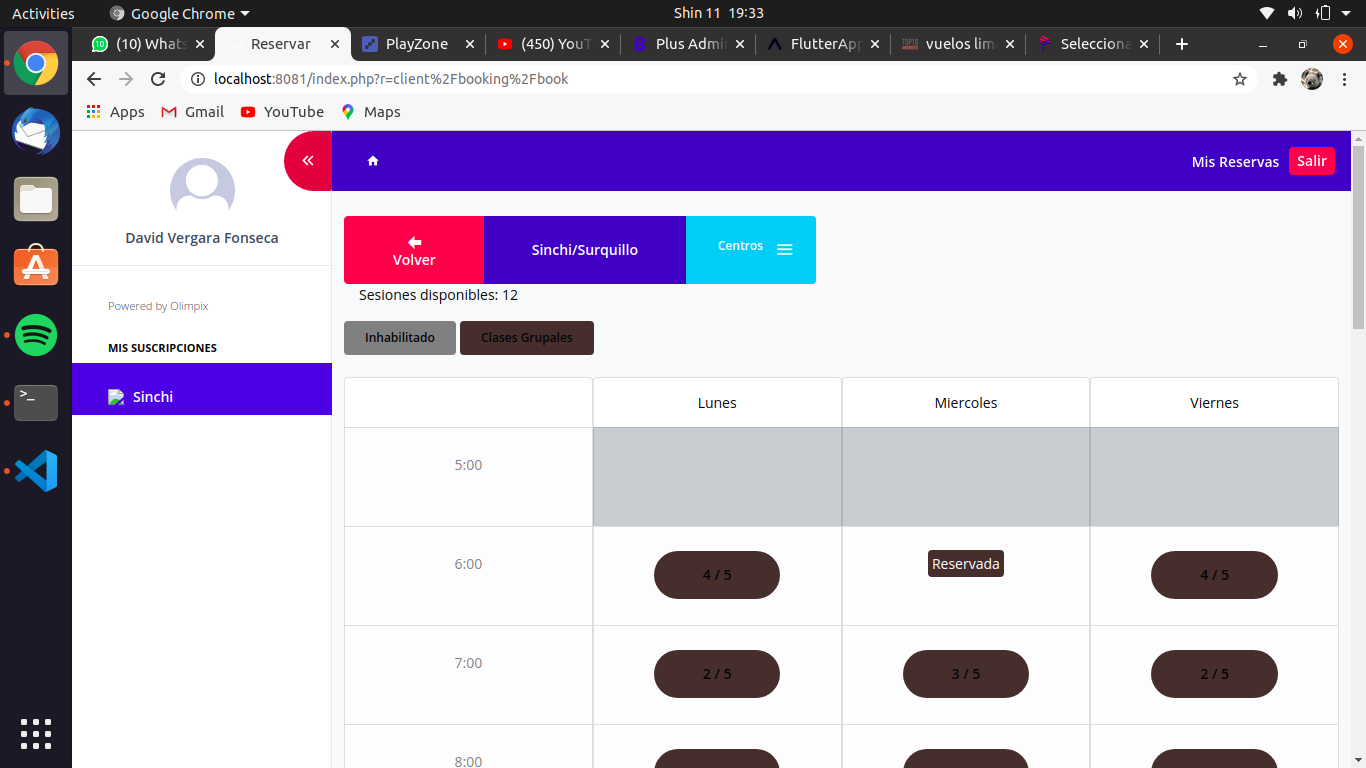 Activities Google Chrome Shin 11 19:33
(10) Whats Reservar PlayZone (450) YouT Plus Admi FlutterApp vuelos lim Selecciona
localhost:8081/index.php?r=client%2Fbooking%2Fbook
Apps Gmail YouTube Maps
David Vergara Fonseca
Powered by Olimpix
MIS SUSCRIPCIONES
Sinchi
Mis Reservas Salir
Volver Sinchi/Surquillo Centros
Sesiones disponibles: 12
Inhabilitado Clases Grupales
Lunes Miercoles Viernes
5:00
6:00 4 / 5 Reservada 4 / 5
7:00 2 / 5 3 / 5 2 / 5
8:00